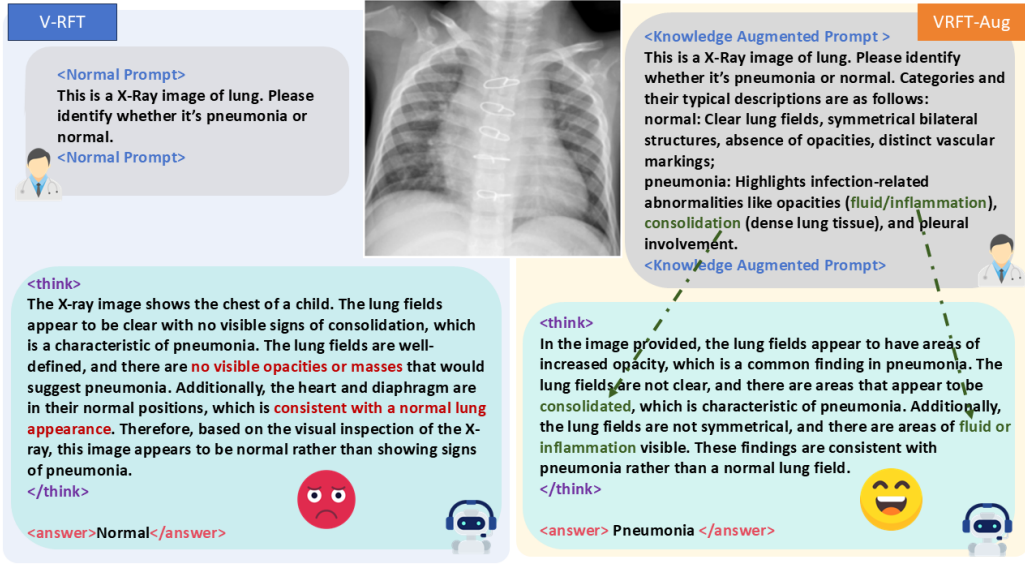 V-RFT
<Normal Prompt>
This is a X-Ray image of lung. Please
identify whether it's pneumonia or
normal.
<Normal Prompt>
<think>
The X-ray image shows the chest of a child. The lung fields
appear to be clear with no visible signs of consolidation, which
is a characteristic of pneumonia. The lung fields are well-
defined, and there are no visible opacities or masses that would
suggest pneumonia. Additionally, the heart and diaphragm are
in their normal positions, which is consistent with a normal lung
appearance. Therefore, based on the visual inspection of the X-
ray, this image appears to be normal rather than showing signs
of pneumonia.
</think>
<answer>Normal</answer>
VRFT-Aug
<Knowledge Augmented Prompt >
This is a X-Ray image of lung. Please identify
whether it's pneumonia or normal. Categories and
their typical descriptions are as follows:
normal: Clear lung fields, symmetrical bilateral
structures, absence of opacities, distinct vascular
markings;
pneumonia: Highlights infection-related
abnormalities like opacities (fluid/inflammation),
consolidation (dense lung tissue), and pleural
involvement.
<Knowledge Augmented Prompt>
<think>
In the image provided, the lung fields appear to have areas of
increased opacity, which is a common finding in pneumonia. The
lung fields are not clear, and there are areas that appear to be
consolidated, which is characteristic of pneumonia. Additionally,
the lung fields are not symmetrical, and there are areas of fluid or
inflammation visible. These findings are consistent with
pneumonia rather than a normal lung field.
</think>
<answer> Pneumonia </answer>